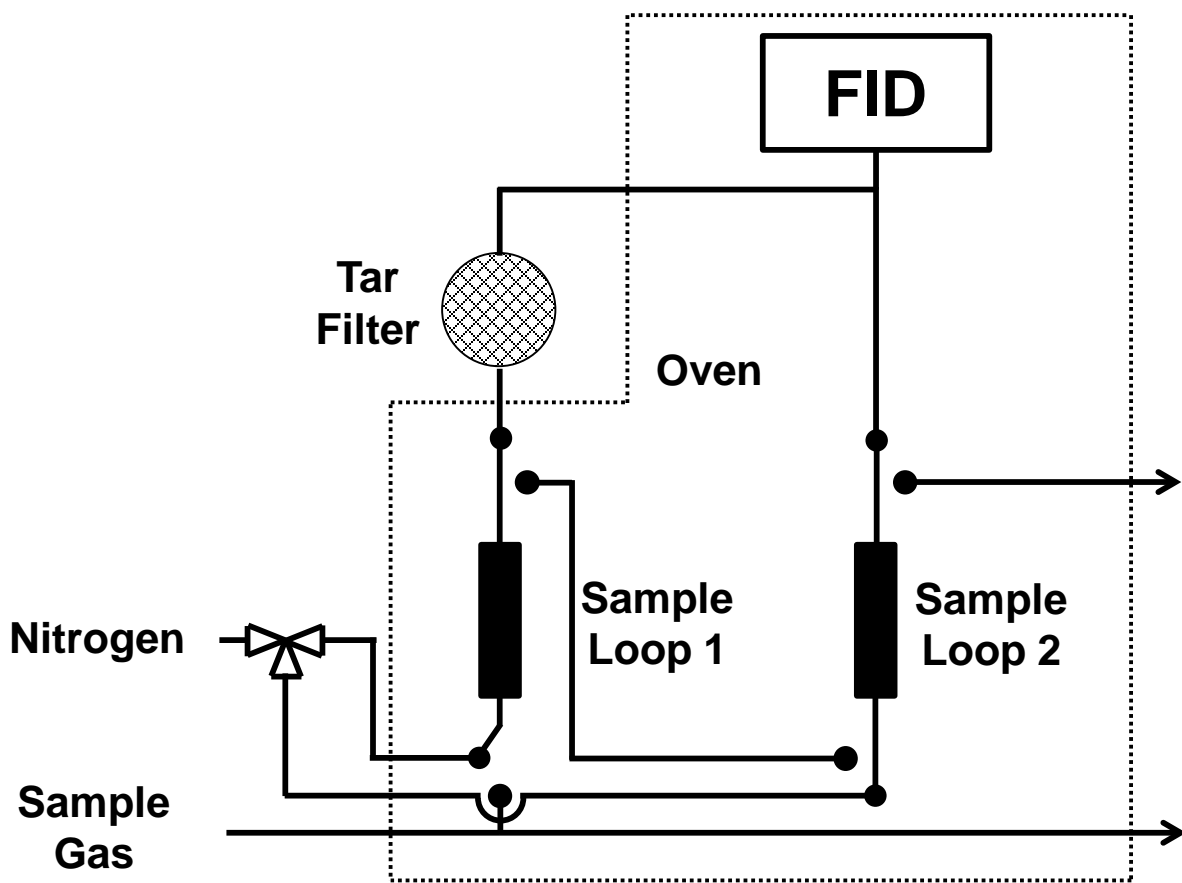 FID
Tar
Filter
Oven
Sample
Loop 1
Sample
Loop 2
Nitrogen
Sample
Gas